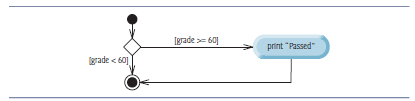 [grade >= 60]
print “Passed”
[grade < 60]